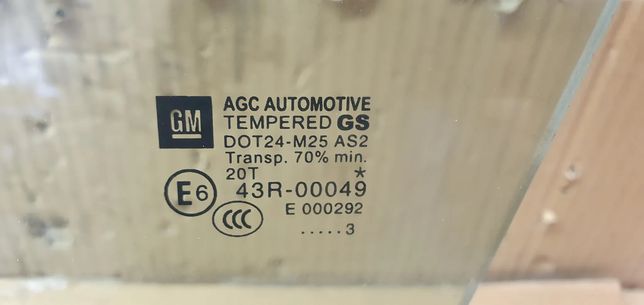 GM
AGC AUTOMOTIVE
TEMPERED GS
DOT24-M25 AS2
Transp. 70% min.
20T *
E6 43R-00049
CCC E 000292
.....3